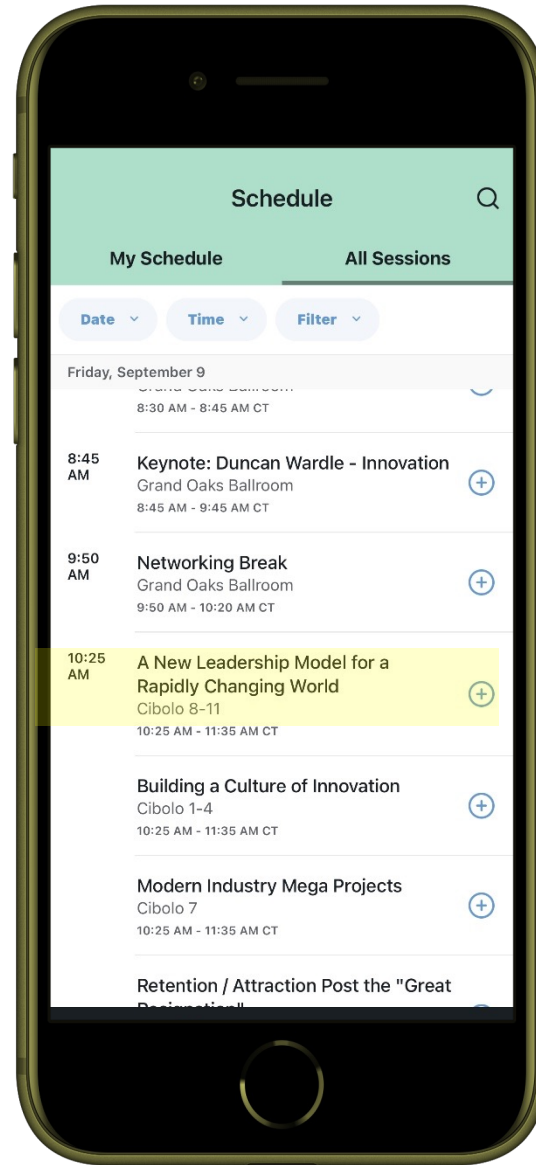 Schedule
My Schedule All Sessions
Date Time Filter
Friday, September 9
Grand Oaks Ballroom
8:30 AM - 8:45 AM CT
8:45 AM
Keynote: Duncan Wardle - Innovation
Grand Oaks Ballroom
8:45 AM - 9:45 AM CT
9:50 AM
Networking Break
Grand Oaks Ballroom
9:50 AM - 10:20 AM CT
10:25 AM
A New Leadership Model for a
Rapidly Changing World
Cibolo 8-11
10:25 AM - 11:35 AM CT
Building a Culture of Innovation
Cibolo 1-4
10:25 AM - 11:35 AM CT
Modern Industry Mega Projects
Cibolo 7
10:25 AM - 11:35 AM CT
Retention / Attraction Post the "Great
Resignation"